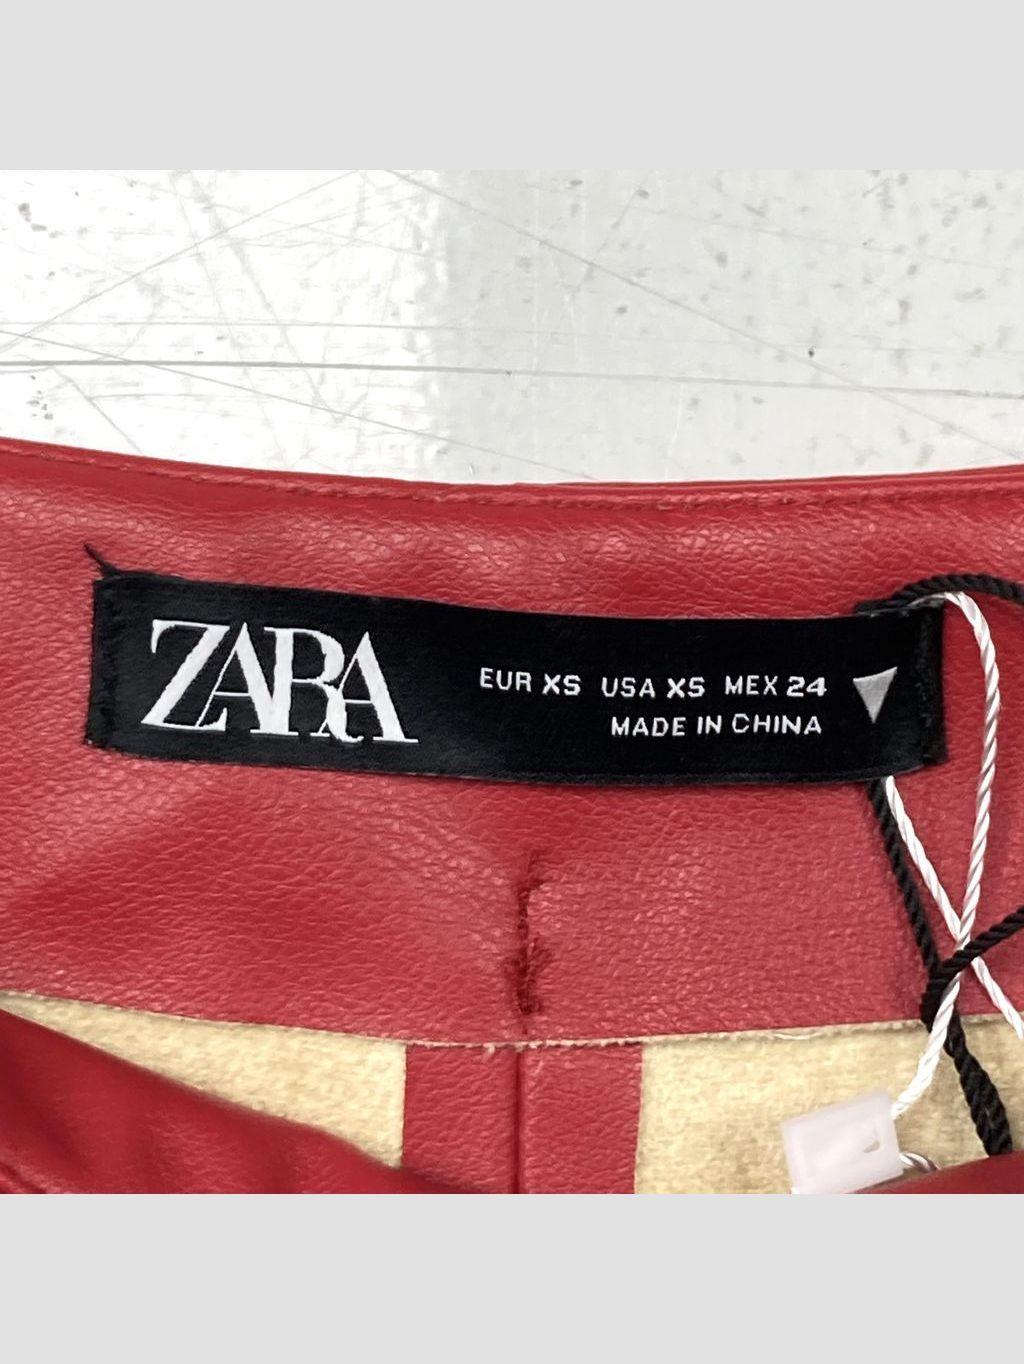 ZARA
EUR XS USA XS MEX 24
MADE IN CHINA